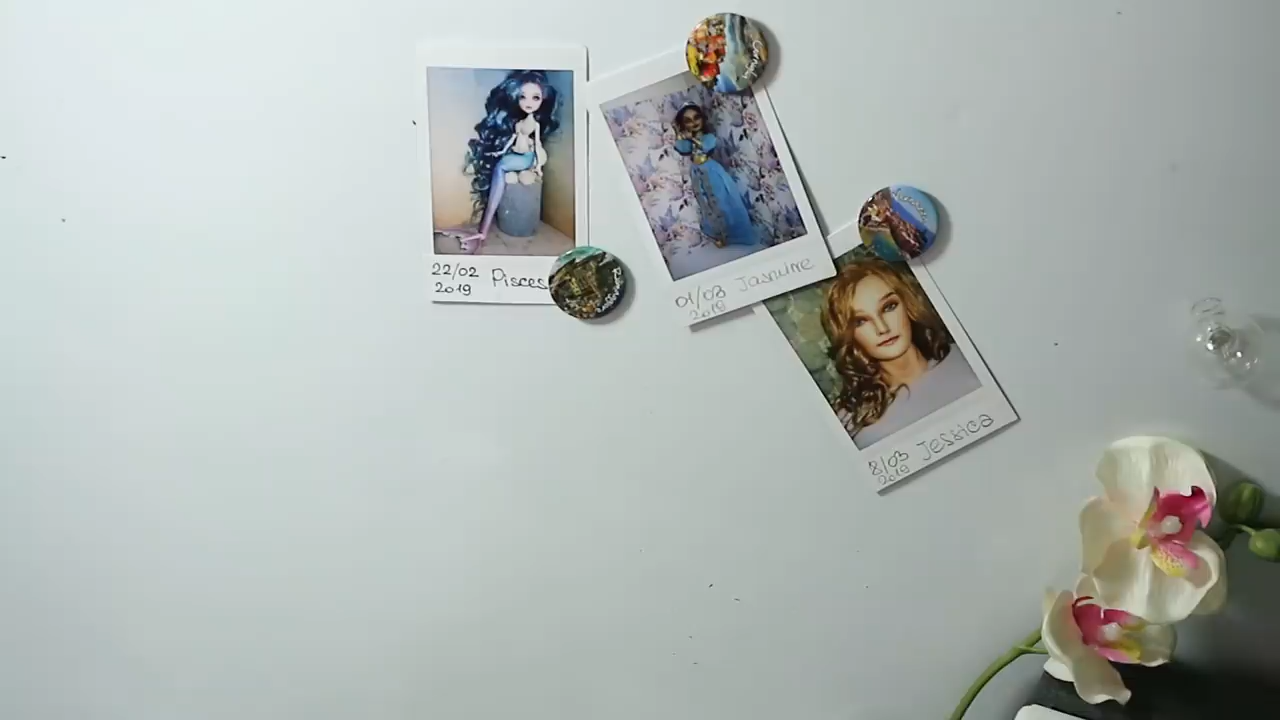 22/02 Pisces
2019
01/03 Jasmine
2019
8/03 Jessica
2019